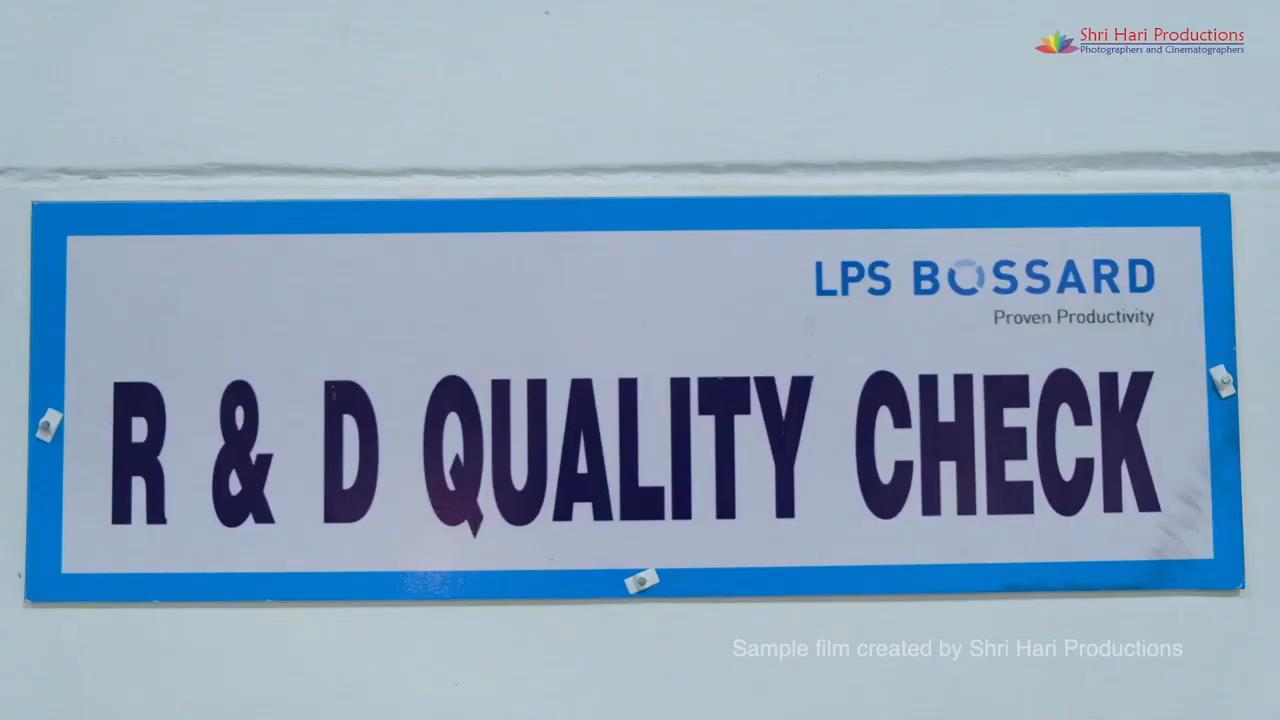 Shri Hari Productions
Photographers and Cinematographers
LPS BOSSARD
Proven Productivity
R & D QUALITY CHECK
Sample film created by Shri Hari Productions